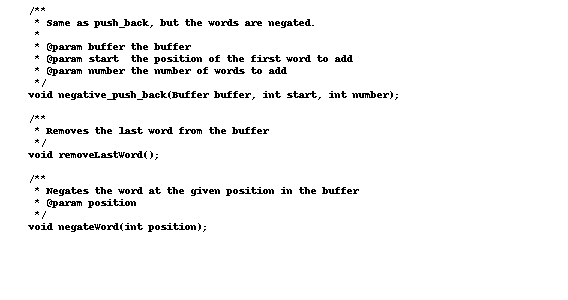 /**
 * Same as push_back, but the words are negated.
 *
 * @param buffer the buffer
 * @param start  the position of the first word to add
 * @param number the number of words to add
 */
void negative_push_back(Buffer buffer, int start, int number);

/**
 * Removes the last word from the buffer
 */
void removeLastWord();

/**
 * Negates the word at the given position in the buffer
 * @param position
 */
void negateWord(int position);